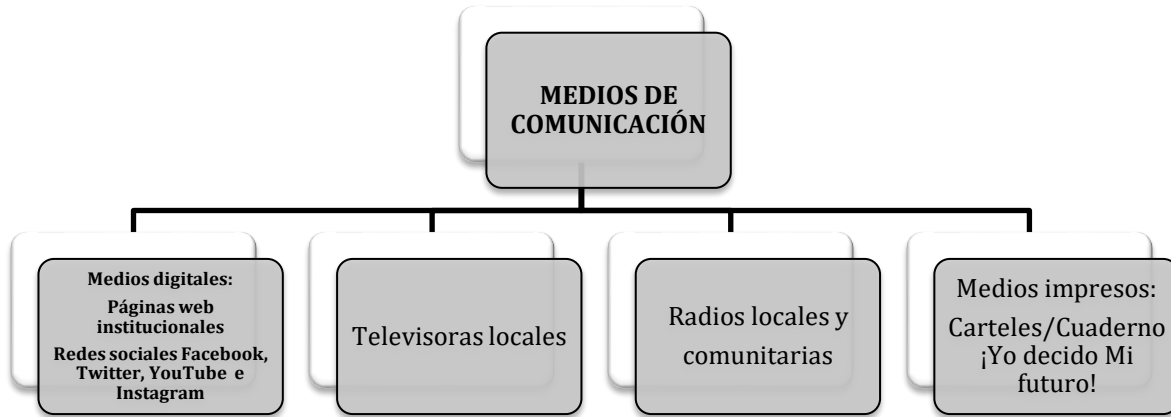 MEDIOS DE
COMUNICACIÓN
Medios digitales:
Páginas web
institucionales
Redes sociales Facebook,
Twitter, YouTube e
Instagram
Televisoras locales
Radios locales y
comunitarias
Medios impresos:
Carteles/Cuaderno
¡Yo decido Mi
futuro!